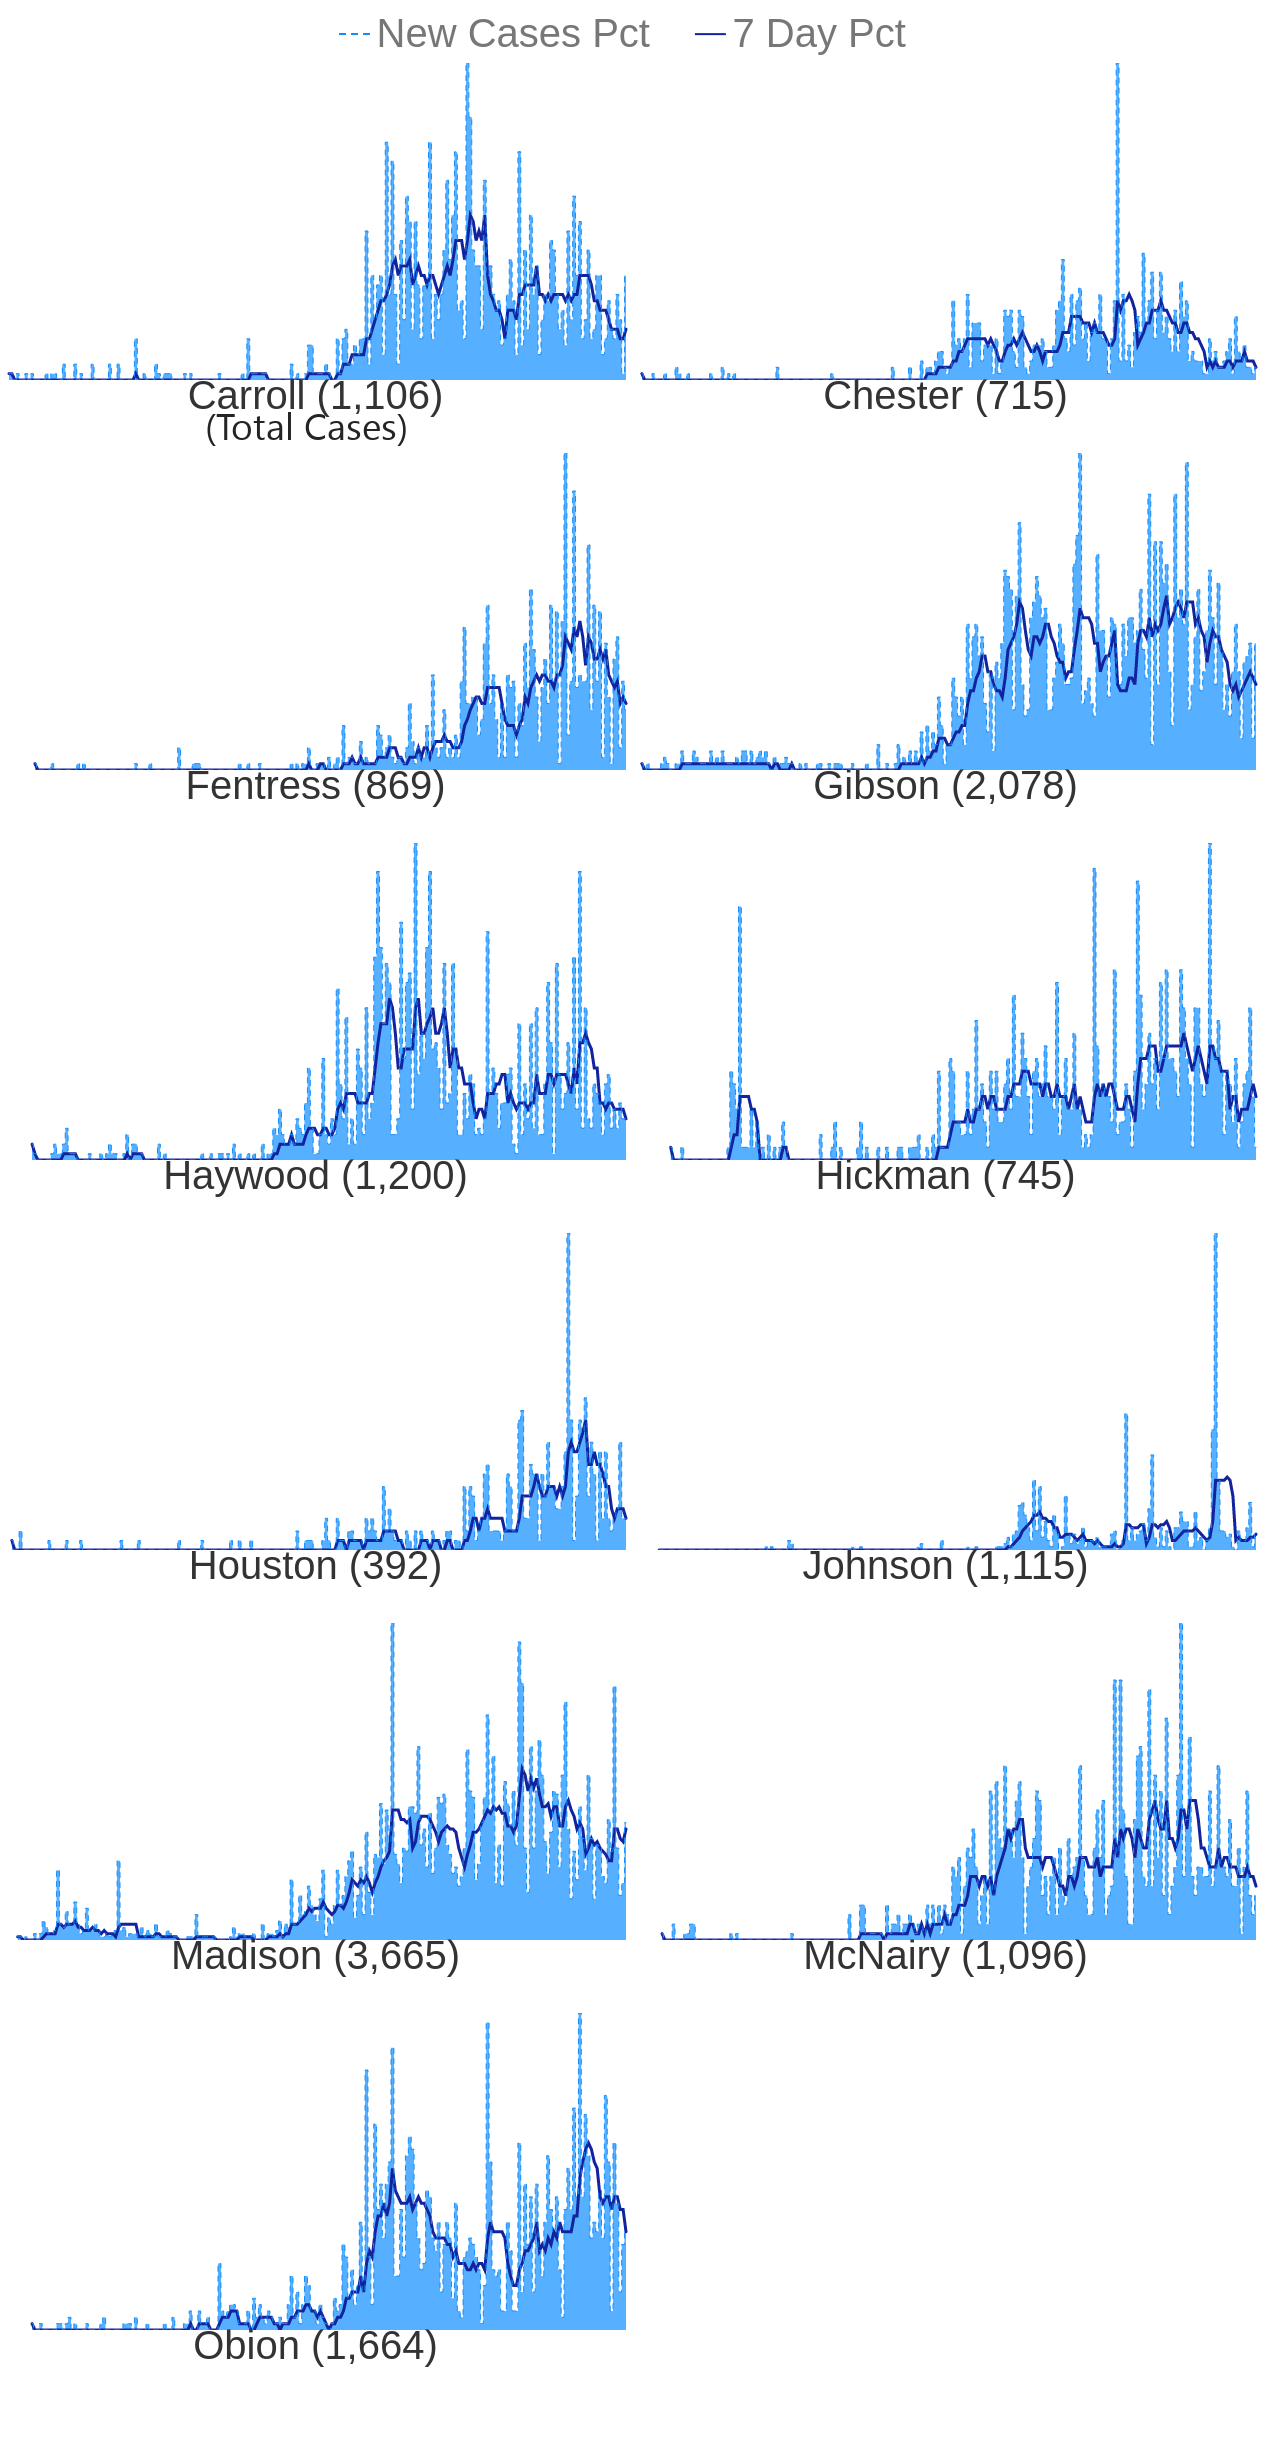 New Cases Pct 7 Day Pct
Carroll (1,106) Chester (715)
(Total Cases)
Fentress (869) Gibson (2,078)
Haywood (1,200) Hickman (745)
Houston (392) Johnson (1,115)
Madison (3,665) McNairy (1,096)
Obion (1,664)